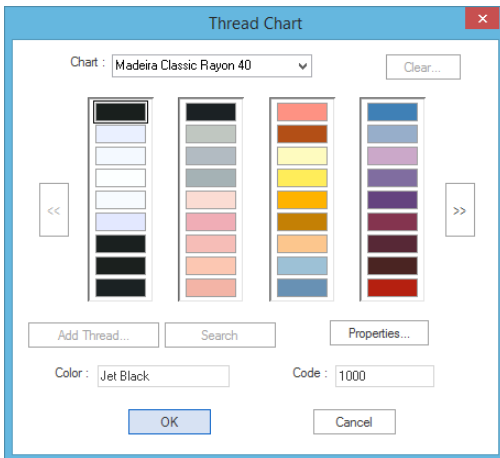 Thread Chart
Chart : Madeira Classic Rayon 40
Clear...
<<
>>
Add Thread...
Search
Properties...
Color : Jet Black
Code : 1000
OK
Cancel